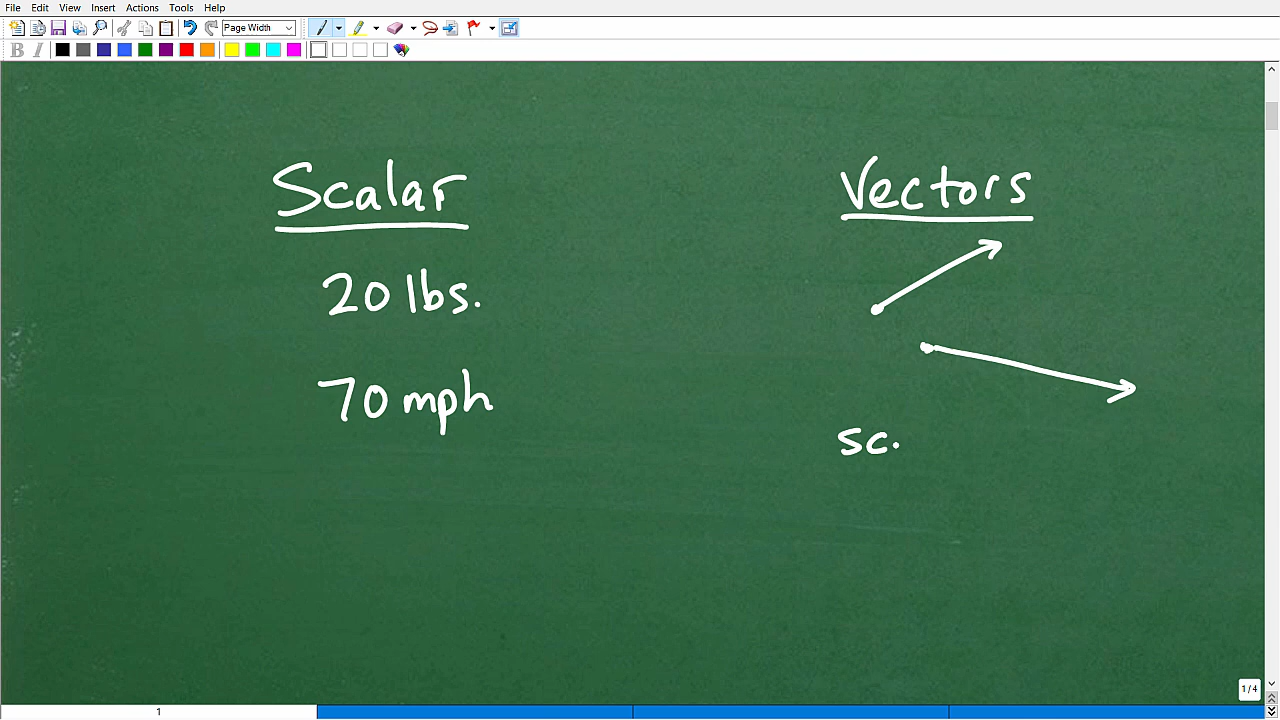 File Edit View Insert Actions Tools Help
Page Width
B I
Scalar
20 lbs.
70 mph
Vectors
sc.
1 / 4
1